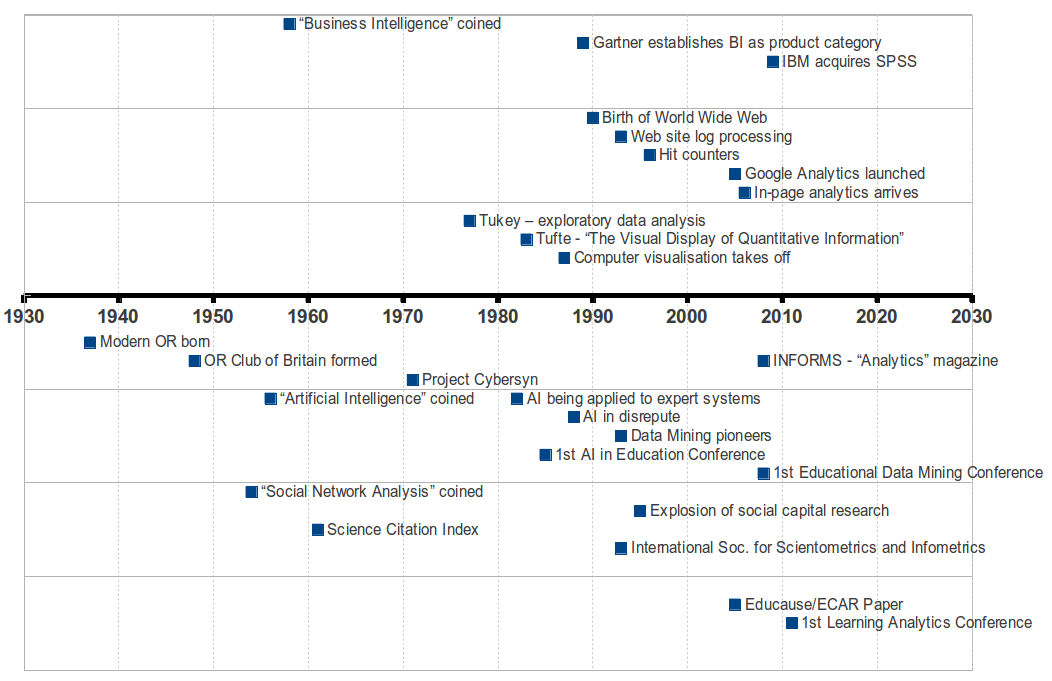 “Business Intelligence” coined
Gartner establishes BI as product category
IBM acquires SPSS
Birth of World Wide Web
Web site log processing
Hit counters
Google Analytics launched
In-page analytics arrives
Tukey – exploratory data analysis
Tufte - “The Visual Display of Quantitative Information”
Computer visualisation takes off
1930 1940 1950 1960 1970 1980 1990 2000 2010 2020 2030
Modern OR born
OR Club of Britain formed INFORMS - “Analytics” magazine
Project Cybersyn
“Artificial Intelligence” coined AI being applied to expert systems
AI in disrepute
Data Mining pioneers
1st AI in Education Conference
1st Educational Data Mining Conference
“Social Network Analysis” coined
Explosion of social capital research
Science Citation Index
International Soc. for Scientometrics and Infometrics
Educause/ECAR Paper
1st Learning Analytics Conference